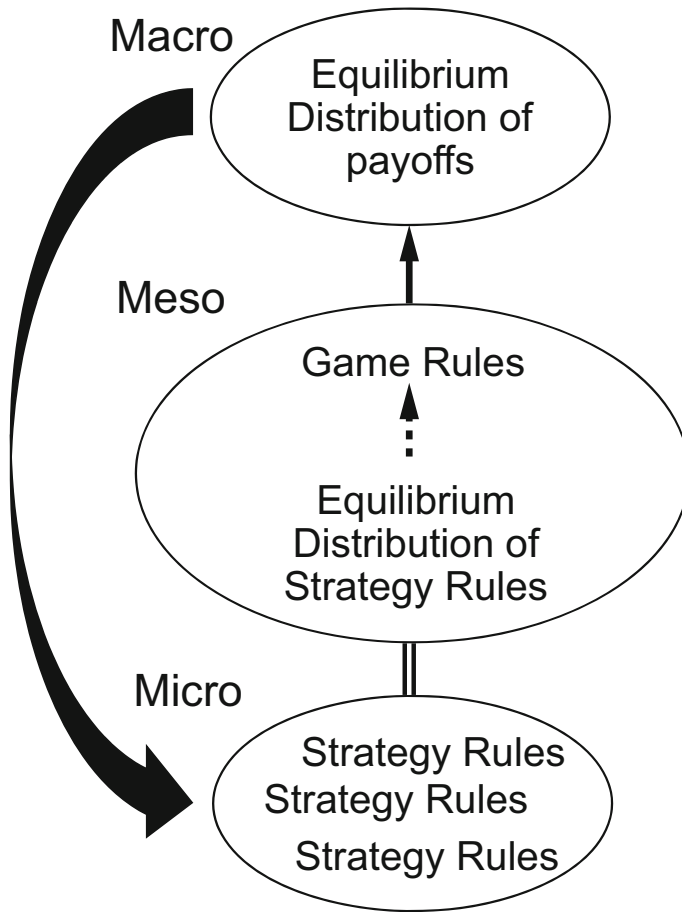 Macro
Equilibrium
Distribution of
payoffs
Meso
Game Rules
Equilibrium
Distribution of
Strategy Rules
Micro
Strategy Rules
Strategy Rules
Strategy Rules